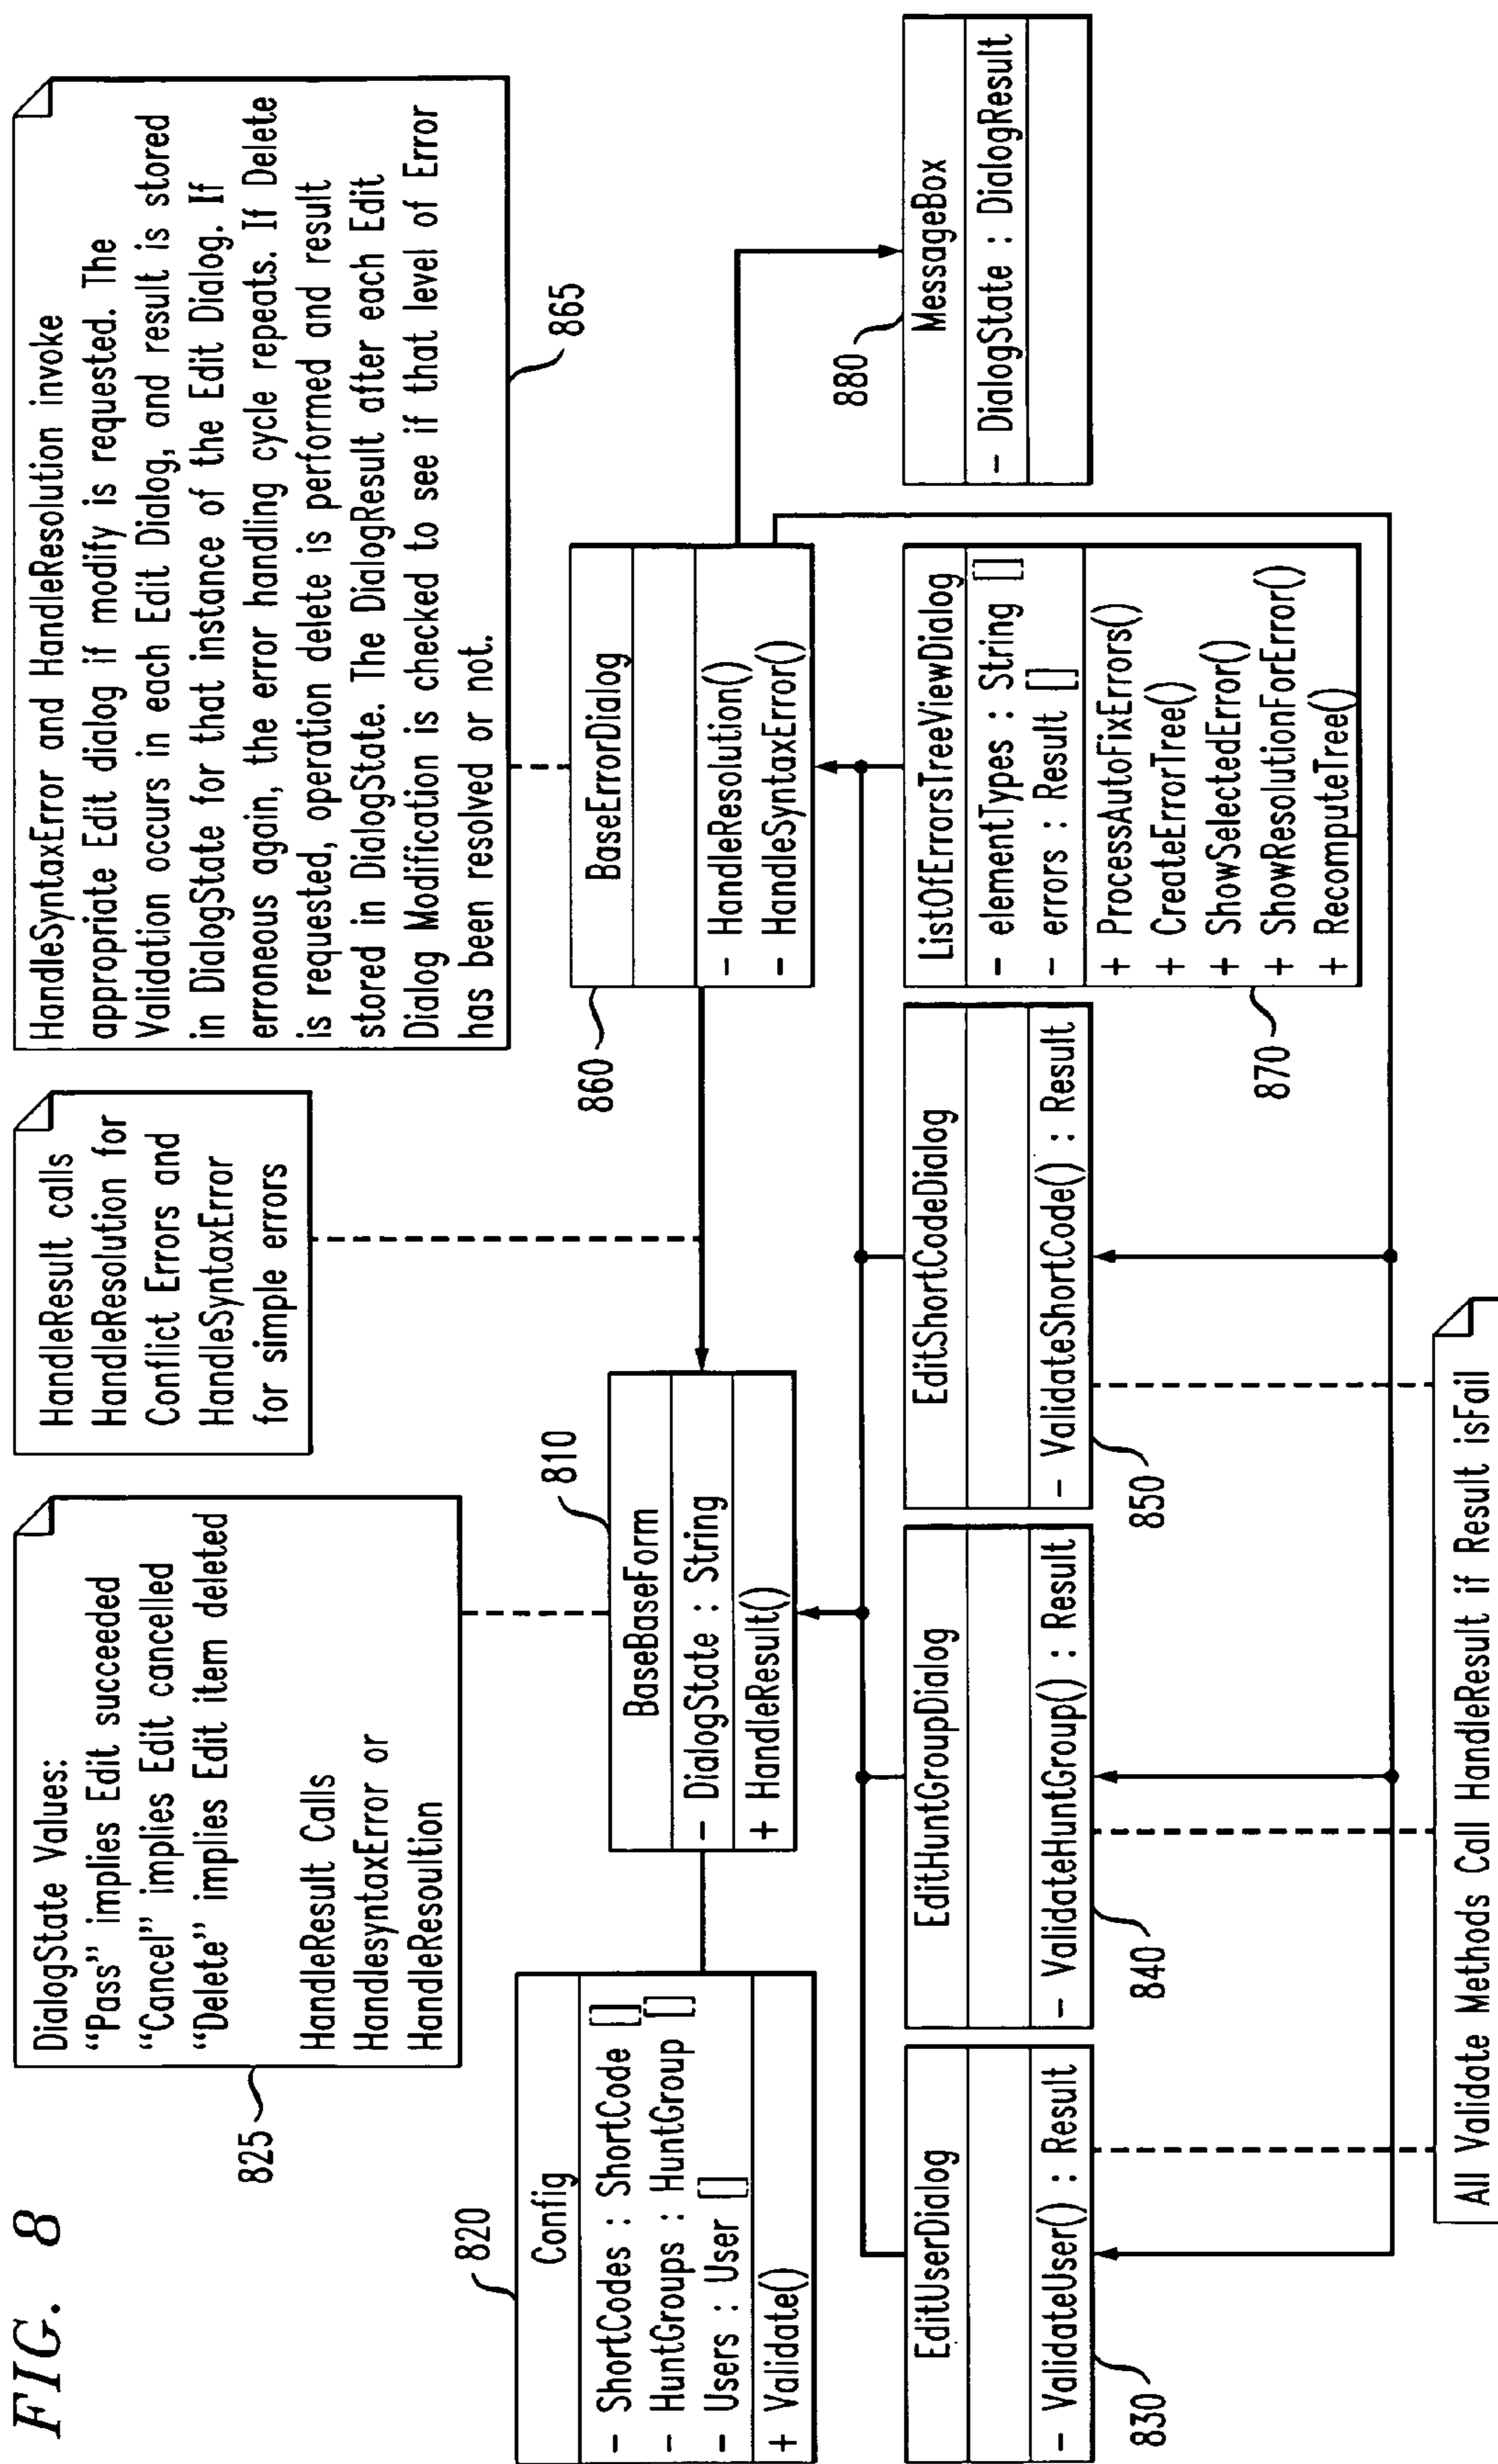 FIG. 8
DialogState Values:
“Pass” implies Edit succeeded
“Cancel” implies Edit cancelled
“Delete” implies Edit item deleted
HandleResult Calls
HandlesyntaxError or
HandleResoultion
825
HandleResult calls
HandleResolution for
Conflict Errors and
HandleSyntaxError
for simple errors
HandleSyntaxError and HandleResolution invoke
appropriate Edit dialog if modify is requested. The
Validation occurs in each Edit Dialog, and result is stored
in DialogState for that instance of the Edit Dialog. If
erroneous again, the error handling cycle repeats. If Delete
is requested, operation delete is performed and result
stored in DialogState. The DialogResult after each Edit
Dialog Modification is checked to see if that level of Error
has been resolved or not.
865
820
Config
- ShortCodes : ShortCode []
- HuntGroups : HuntGroup []
- Users : User []
+ Validate()
810
BaseBaseForm
- DialogState : String
+ HandleResult()
860
BaseErrorDialog
- HandleResolution()
- HandleSyntaxError()
880
MessageBox
- DialogState : DialogResult
EditUserDialog
- ValidateUser() : Result
830
EditHuntGroupDialog
- ValidateHuntGroup() : Result
840
EditShortCodeDialog
- ValidateShortCode() : Result
850
ListOfErrorsTreeViewDialog
- elementTypes : String []
- errors : Result []
+ ProcessAutoFixErrors()
+ CreateErrorTree()
+ ShowSelectedError()
+ ShowResolutionForError()
+ RecomputeTree()
870
All Validate Methods Call HandleResult if Result isFail